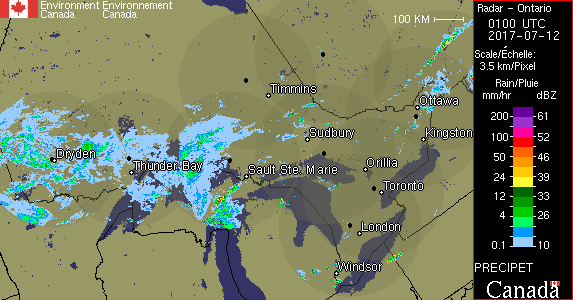 Environment Environnement
Canada Canada
100 KM
Timmins
Ottawa
Sudbury
Kingston
Dryden
Thunder Bay
Sault Ste. Marie
Orillia
Toronto
London
Windsor
Radar - Ontario
0100 UTC
2017-07-12
Scale/Échelle:
3.5 km/Pixel
Rain/Pluie
mm/hr dBZ
200 61
100 52
50 46
24 39
12 33
4 26
0.1 10
PRECIPET
Canada